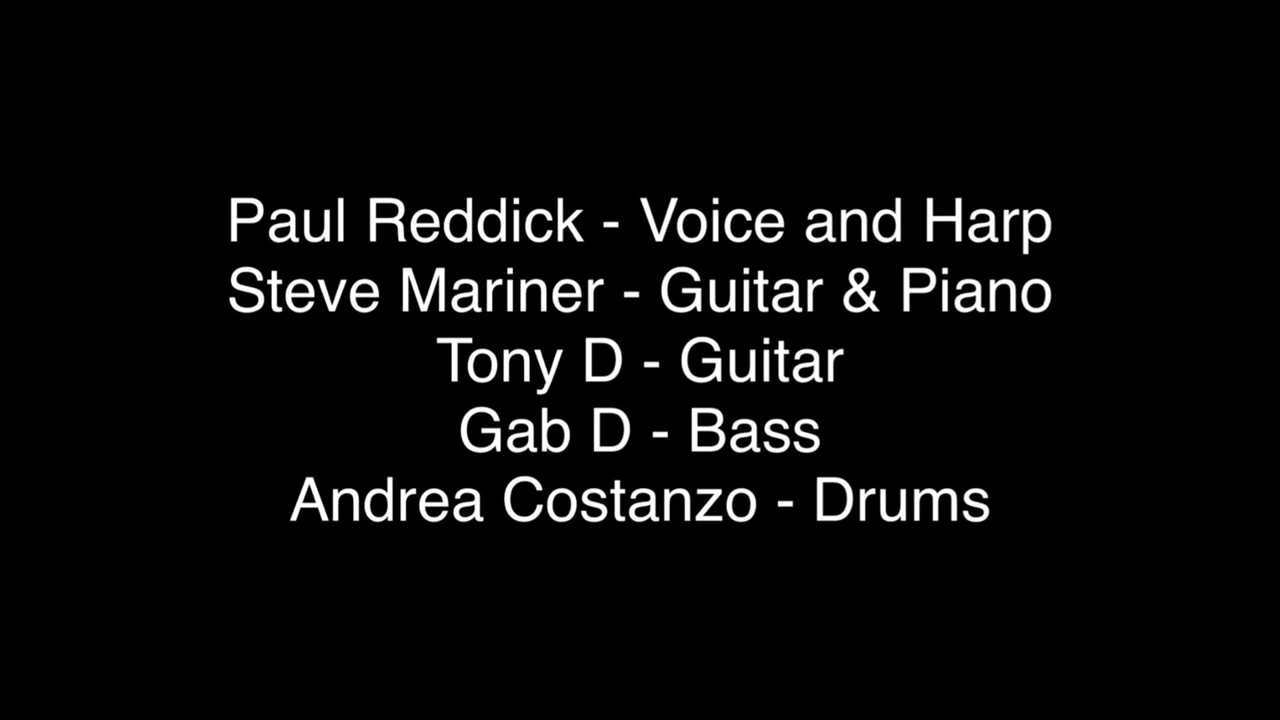 Paul Reddick - Voice and Harp
Steve Mariner - Guitar & Piano
Tony D - Guitar
Gab D - Bass
Andrea Costanzo - Drums